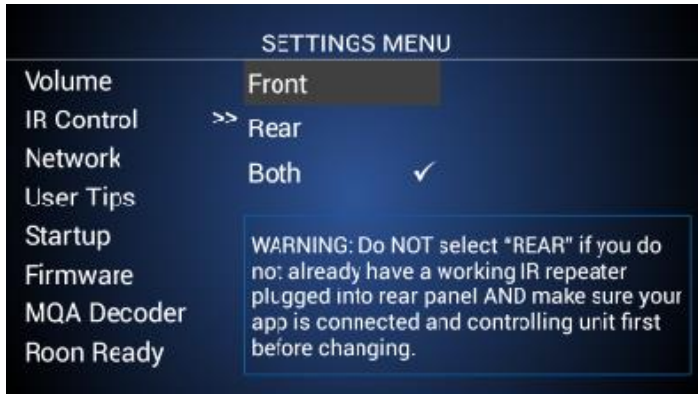 SETTINGS MENU
Volume
IR Control >>
Network
User Tips
Startup
Firmware
MQA Decoder
Roon Ready
Front
Rear
Both ✓
WARNING: Do NOT select "REAR" if you do
not already have a working IR repeater
plugged into rear panel AND make sure your
app is connected and controlling unit first
before changing.